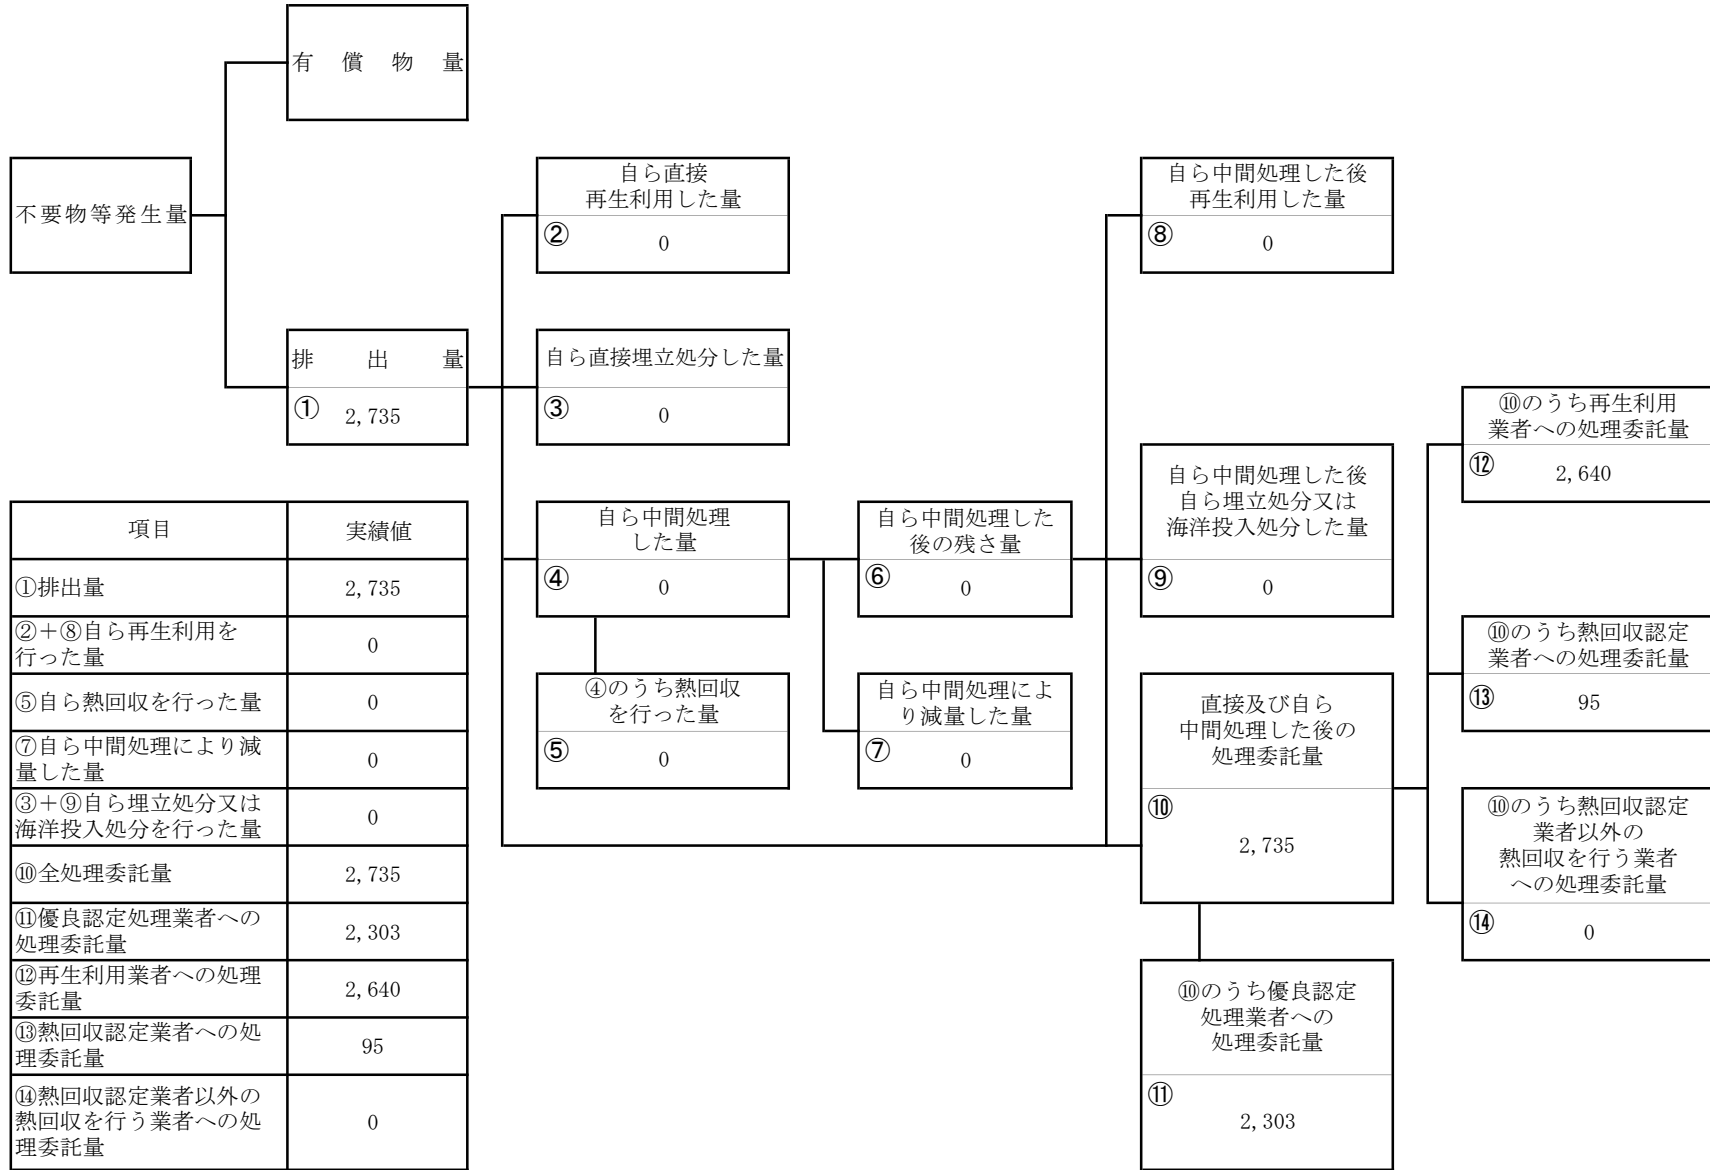 有償物量
不要物等発生量
自ら直接
再生利用した量
②
0
自ら中間処理した後
再生利用した量
⑧
0
排出量
① 2,735
自ら直接埋立処分した量
③
0
⑩のうち再生利用
業者への処理委託量
⑫
2,640
自ら中間処理した後
自ら埋立処分又は
海洋投入処分した量
⑨
0
自ら中間処理
した量
④
0
自ら中間処理した
後の残さ量
⑥
0
⑩のうち熱回収認定
業者への処理委託量
⑬
95
④のうち熱回収
を行った量
⑤
0
自ら中間処理によ
り減量した量
⑦
0
直接及び自ら
中間処理した後の
処理委託量
⑩
2,735
⑩のうち熱回収認定
業者以外の
熱回収を行う業者
への処理委託量
⑭
0
⑩のうち優良認定
処理業者への
処理委託量
⑪
2,303
項目 実績値
①排出量 2,735
②+⑧自ら再生利用を
行った量 0
⑤自ら熱回収を行った量 0
⑦自ら中間処理により減
量した量 0
③+⑨自ら埋立処分又は
海洋投入処分を行った量 0
⑩全処理委託量 2,735
⑪優良認定処理業者への
処理委託量 2,303
⑫再生利用業者への処理
委託量 2,640
⑬熱回収認定業者への処
理委託量 95
⑭熱回収認定業者以外の
熱回収を行う業者への処
理委託量 0